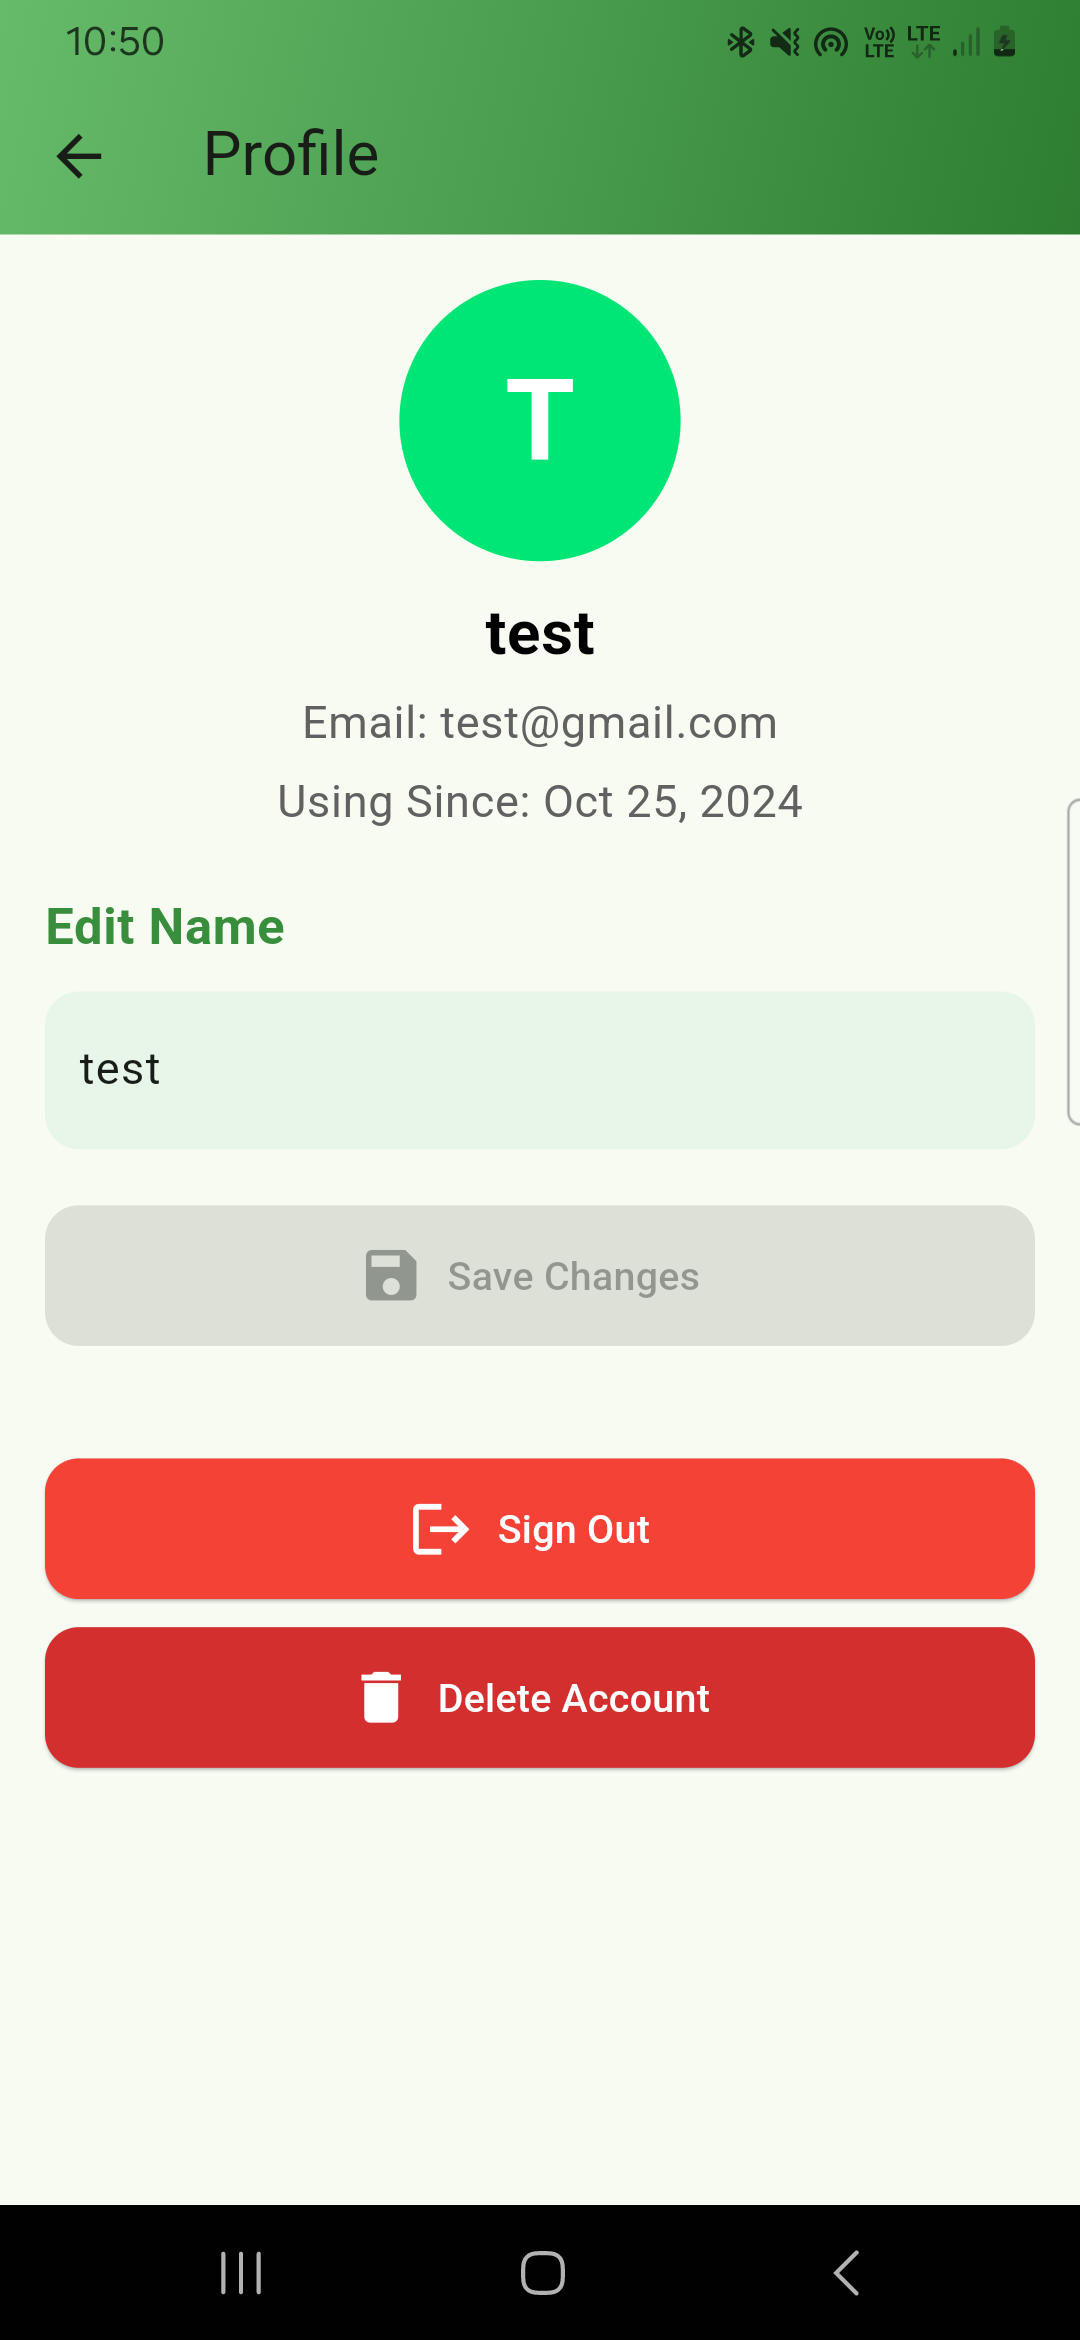 10:50
Vo)) LTE
LTE
Profile
T
test
Email: test@gmail.com
Using Since: Oct 25, 2024
Edit Name
test
Save Changes
Sign Out
Delete Account